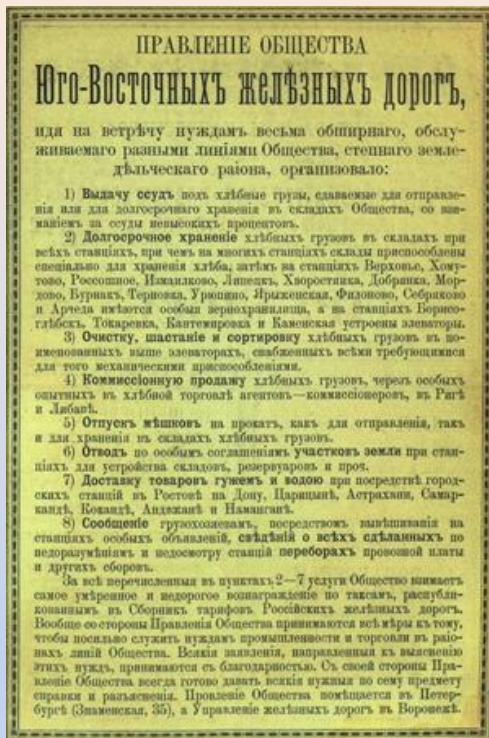 ПРАВЛЕНІЕ ОБЩЕСТВА
Юго-Восточныхъ желѣзныхъ дорогъ,
идя на встрѣчу нуждамъ весьма обширнаго, обслу-
живаемаго разными линіями Общества, степнаго земле-
дѣльческаго раіона, организовало:
1) Выдачу ссудъ подъ хлѣбные грузы, сдаваемые для отправле-
нія или для долгосрочнаго храненія въ складахъ Общества, со взи-
маніемъ за ссуды невысокихъ процентовъ.
2) Долгосрочное храненіе хлѣбныхъ грузовъ въ складахъ при
всѣхъ станціяхъ, при чемъ на многихъ станціяхъ склады приспособлены
спеціально для храненія хлѣба, затѣмъ на станціяхъ Верховье, Хому-
тово, Россошное, Измалково, Липецкъ, Хворостянка, Добринка, Мор-
дово, Бурнакъ, Терновка, Урюпино, Ярыженская, Филоново, Себряково
и Арчеда имѣются особыя зернохранилища, а на станціяхъ Борисо-
глѣбскъ, Токаревка, Кантемировка и Каменская устроены элеваторы.
3) Очистку, шастаніе и сортировку хлѣбныхъ грузовъ въ по-
именованныхъ выше элеваторахъ, снабженныхъ всѣми требующимися
для того механическими приспособленіями.
4) Коммиссіонную продажу хлѣбныхъ грузовъ, черезъ особыхъ
опытныхъ въ хлѣбной торговлѣ агентовъ—коммиссіонеровъ, въ Ригѣ
и Либавѣ.
5) Отпускъ мѣшковъ на прокатъ, какъ для отправленія, такъ
и для храненія въ складахъ хлѣбныхъ грузовъ.
6) Отводъ по особымъ соглашеніямъ участковъ земли при стан-
ціяхъ для устройства складовъ, резервуаровъ и проч.
7) Доставку товаровъ гужемъ и водою при посредствѣ город-
скихъ станцій въ Ростовѣ на Дону, Царицынѣ, Астрахани, Самар-
кандѣ, Кокандѣ, Андижанѣ и Наманганѣ.
8) Сообщеніе грузохозяевамъ, посредствомъ вывѣшиванія на
станціяхъ особыхъ объявленій, свѣдѣній о всѣхъ сдѣланныхъ по
недоразумѣніямъ и недосмотру станцій переборахъ провозной платы
и другихъ сборовъ.
За всѣ перечисленныя въ пунктахъ 2—7 услуги Общество взимаетъ
самое умѣренное и недорогое вознагражденіе по таксамъ, распубли-
кованнымъ въ Сборникѣ тарифовъ Россійскихъ желѣзныхъ дорогъ.
Вообще со стороны Правленія Общества принимаются всѣ мѣры къ тому,
чтобы посильно служить нуждамъ промышленности и торговли въ раіо-
нахъ линій Общества. Всякія заявленія, направленныя къ выясненію
этихъ нуждъ, принимаются съ благодарностью. Съ своей стороны Пра-
вленіе Общества всегда готово давать всякія нужныя по сему предмету
справки и разъясненія. Правленіе Общества помѣщается въ Петер-
бургѣ (Знаменская, 35), а Управленіе желѣзныхъ дорогъ въ Воронежѣ.